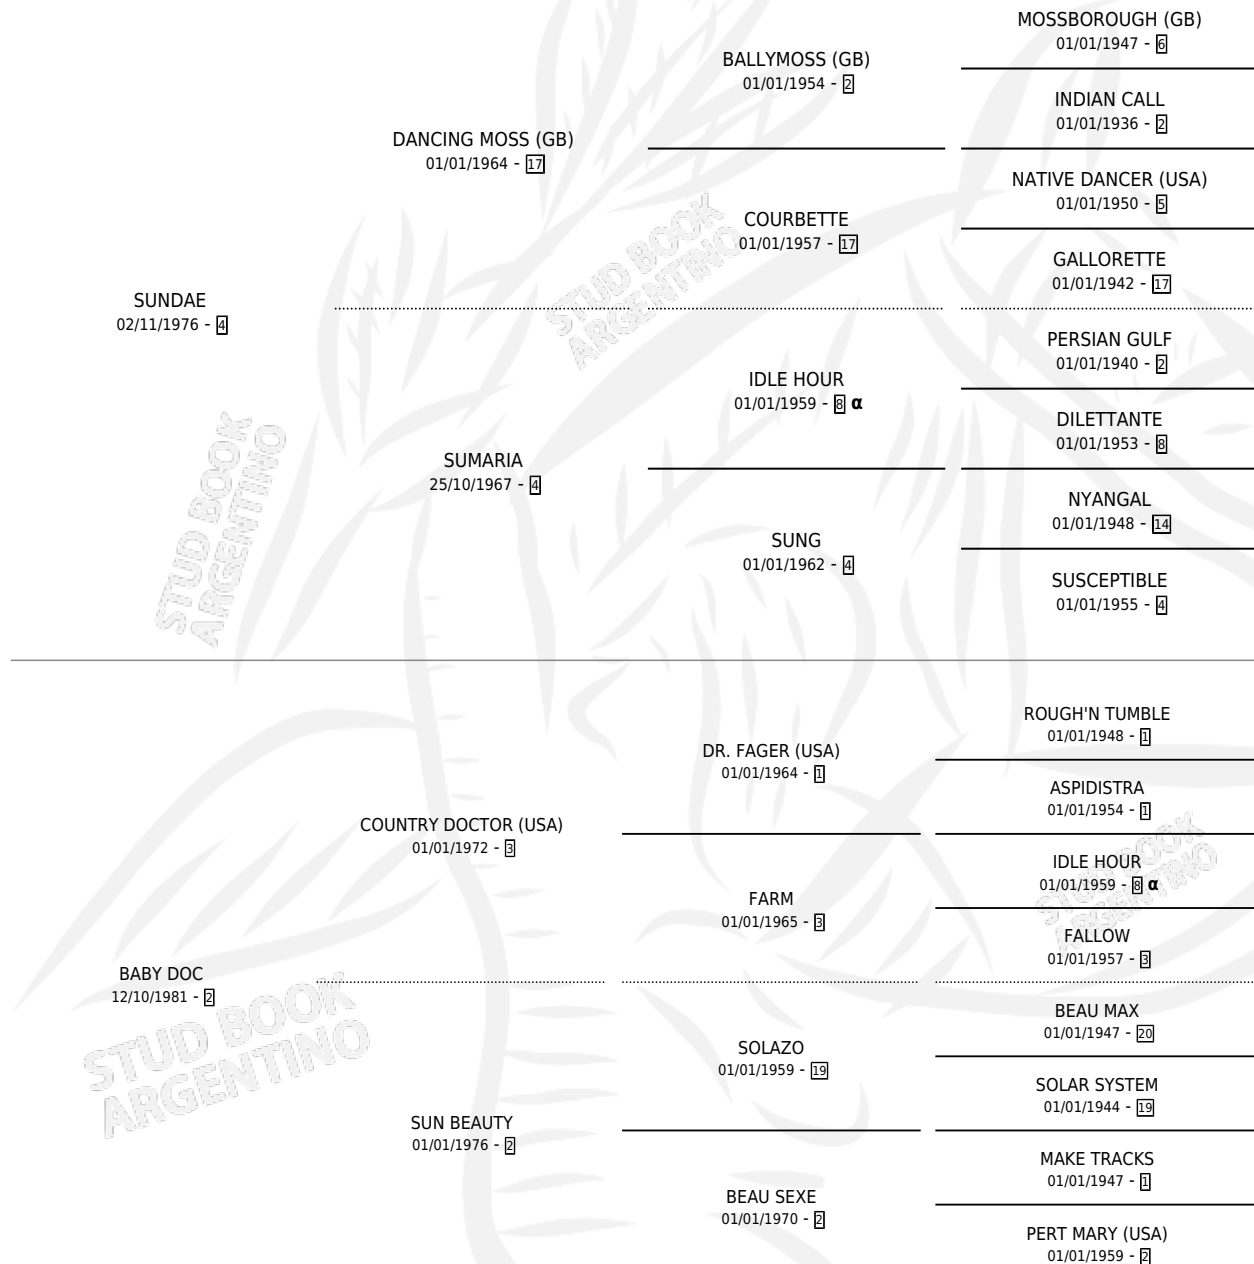 MOSSBOROUGH (GB)
01/01/1947 - 6
BALLYMOSS (GB)
01/01/1954 - 2
INDIAN CALL
01/01/1936 - 2
DANCING MOSS (GB)
01/01/1964 - 17
NATIVE DANCER (USA)
01/01/1950 - 5
COURBETTE
01/01/1957 - 17
GALLORETTE
01/01/1942 - 17
SUNDAE
02/11/1976 - 4
PERSIAN GULF
01/01/1940 - 2
IDLE HOUR
01/01/1959 - 8 α
DILETTANTE
01/01/1953 - 8
SUMARIA
25/10/1967 - 4
NYANGAL
01/01/1948 - 14
SUNG
01/01/1962 - 4
SUSCEPTIBLE
01/01/1955 - 4
STUD BOOK
ARGENTINO
STUD BOOK
ARGENTINO
ROUGH'N TUMBLE
01/01/1948 - 1
DR. FAGER (USA)
01/01/1964 - 1
ASPIDISTRA
01/01/1954 - 1
COUNTRY DOCTOR (USA)
01/01/1972 - 3
IDLE HOUR
01/01/1959 - 8 α
FARM
01/01/1965 - 3
FALLOW
01/01/1957 - 3
BABY DOC
12/10/1981 - 2
BEAU MAX
01/01/1947 - 20
SOLAZO
01/01/1959 - 19
SOLAR SYSTEM
01/01/1944 - 19
SUN BEAUTY
01/01/1976 - 2
MAKE TRACKS
01/01/1947 - 1
BEAU SEXE
01/01/1970 - 2
PERT MARY (USA)
01/01/1959 - 2
STUD BOOK
ARGENTINO
STUD BOOK
ARGENTINO